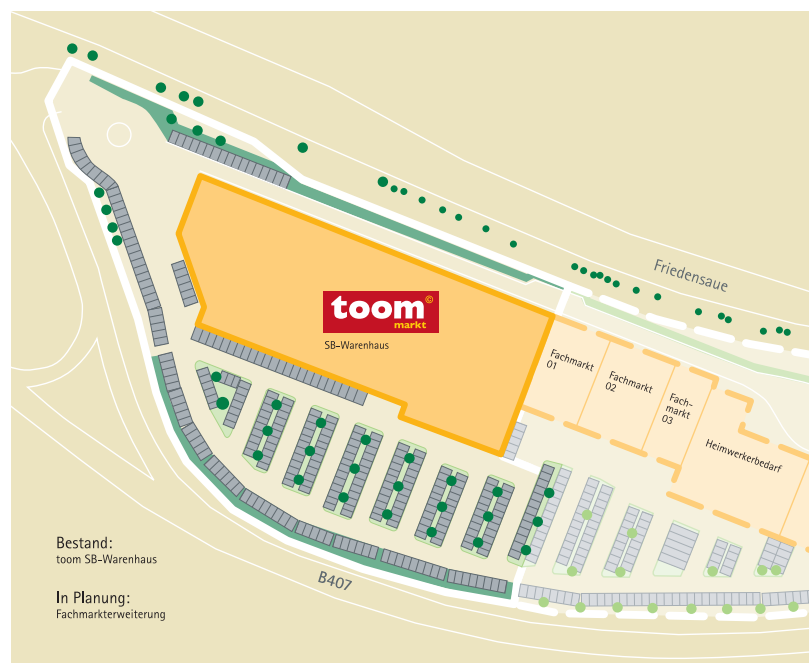 Friedensaue
toom©
markt
SB-Warenhaus
Fachmarkt
01
Fachmarkt
02
Fach-
markt
03
Heimwerkerbedarf
Bestand:
toom SB-Warenhaus
In Planung:
Fachmarkterweiterung
B407